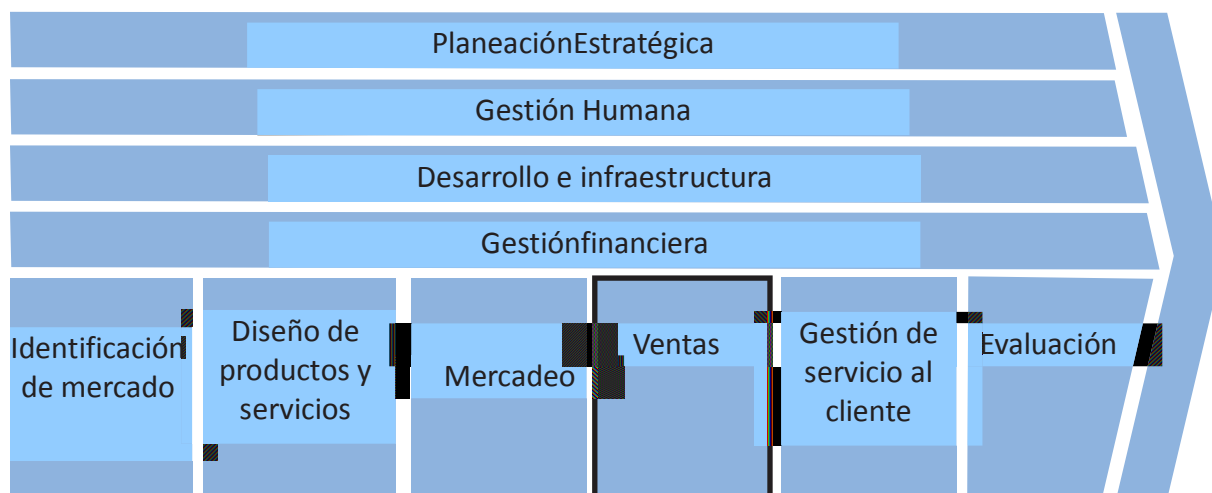 PlaneaciónEstratégica
Gestión Humana
Desarrollo e infraestructura
Gestiónfinanciera
Identificación
de mercado
Diseño de
productos y
servicios
Mercadeo
Ventas
Gestión de
servicio al
cliente
Evaluación